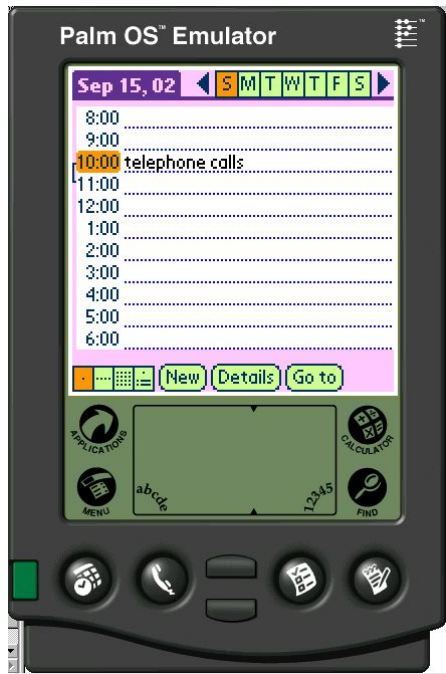 Palm OS™ Emulator
™
Sep 15, 02 S M T W T F S
8:00
9:00
10:00 telephone calls
11:00
12:00
1:00
2:00
3:00
4:00
5:00
6:00
New Details Go to
APPLICATIONS
CALCULATOR
MENU
abcde
12345
FIND